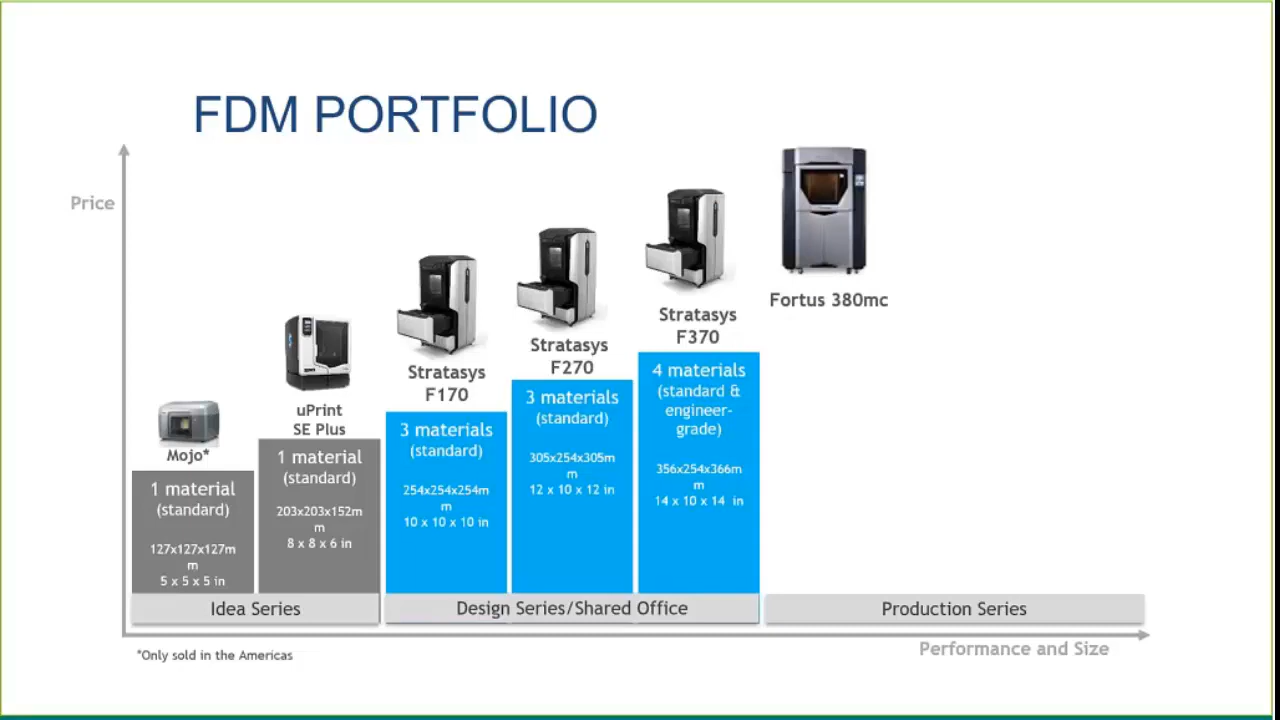 FDM PORTFOLIO
Price
Fortus 380mc
Stratasys
F370
4 materials
(standard &
engineer-
grade)
356x254x366m
m
14 x 10 x 14 in
Stratasys
F270
3 materials
(standard)
305x254x305m
m
12 x 10 x 12 in
Stratasys
F170
3 materials
(standard)
254x254x254m
m
10 x 10 x 10 in
uPrint
SE Plus
1 material
(standard)
203x203x152m
m
8 x 8 x 6 in
Mojo*
1 material
(standard)
127x127x127m
m
5 x 5 x 5 in
Idea Series
Design Series/Shared Office
Production Series
Performance and Size
*Only sold in the Americas